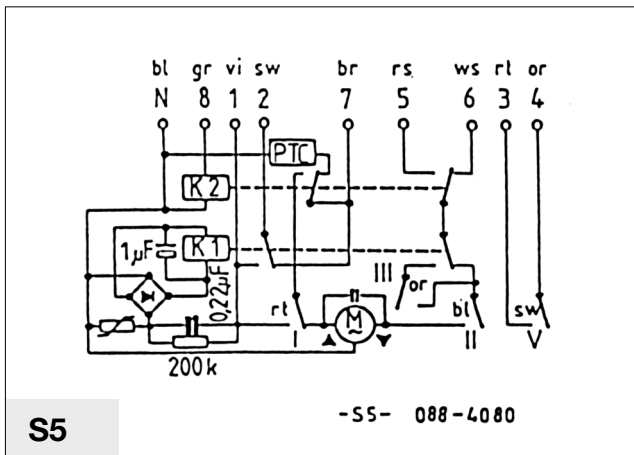 bl gr vi sw br rs ws rt or
N 8 1 2 7 5 6 3 4
PTC
K2
1µF K1
0,22µF
III or
rt bl sw
I M II V
200k
-S5- 088-4080
S5